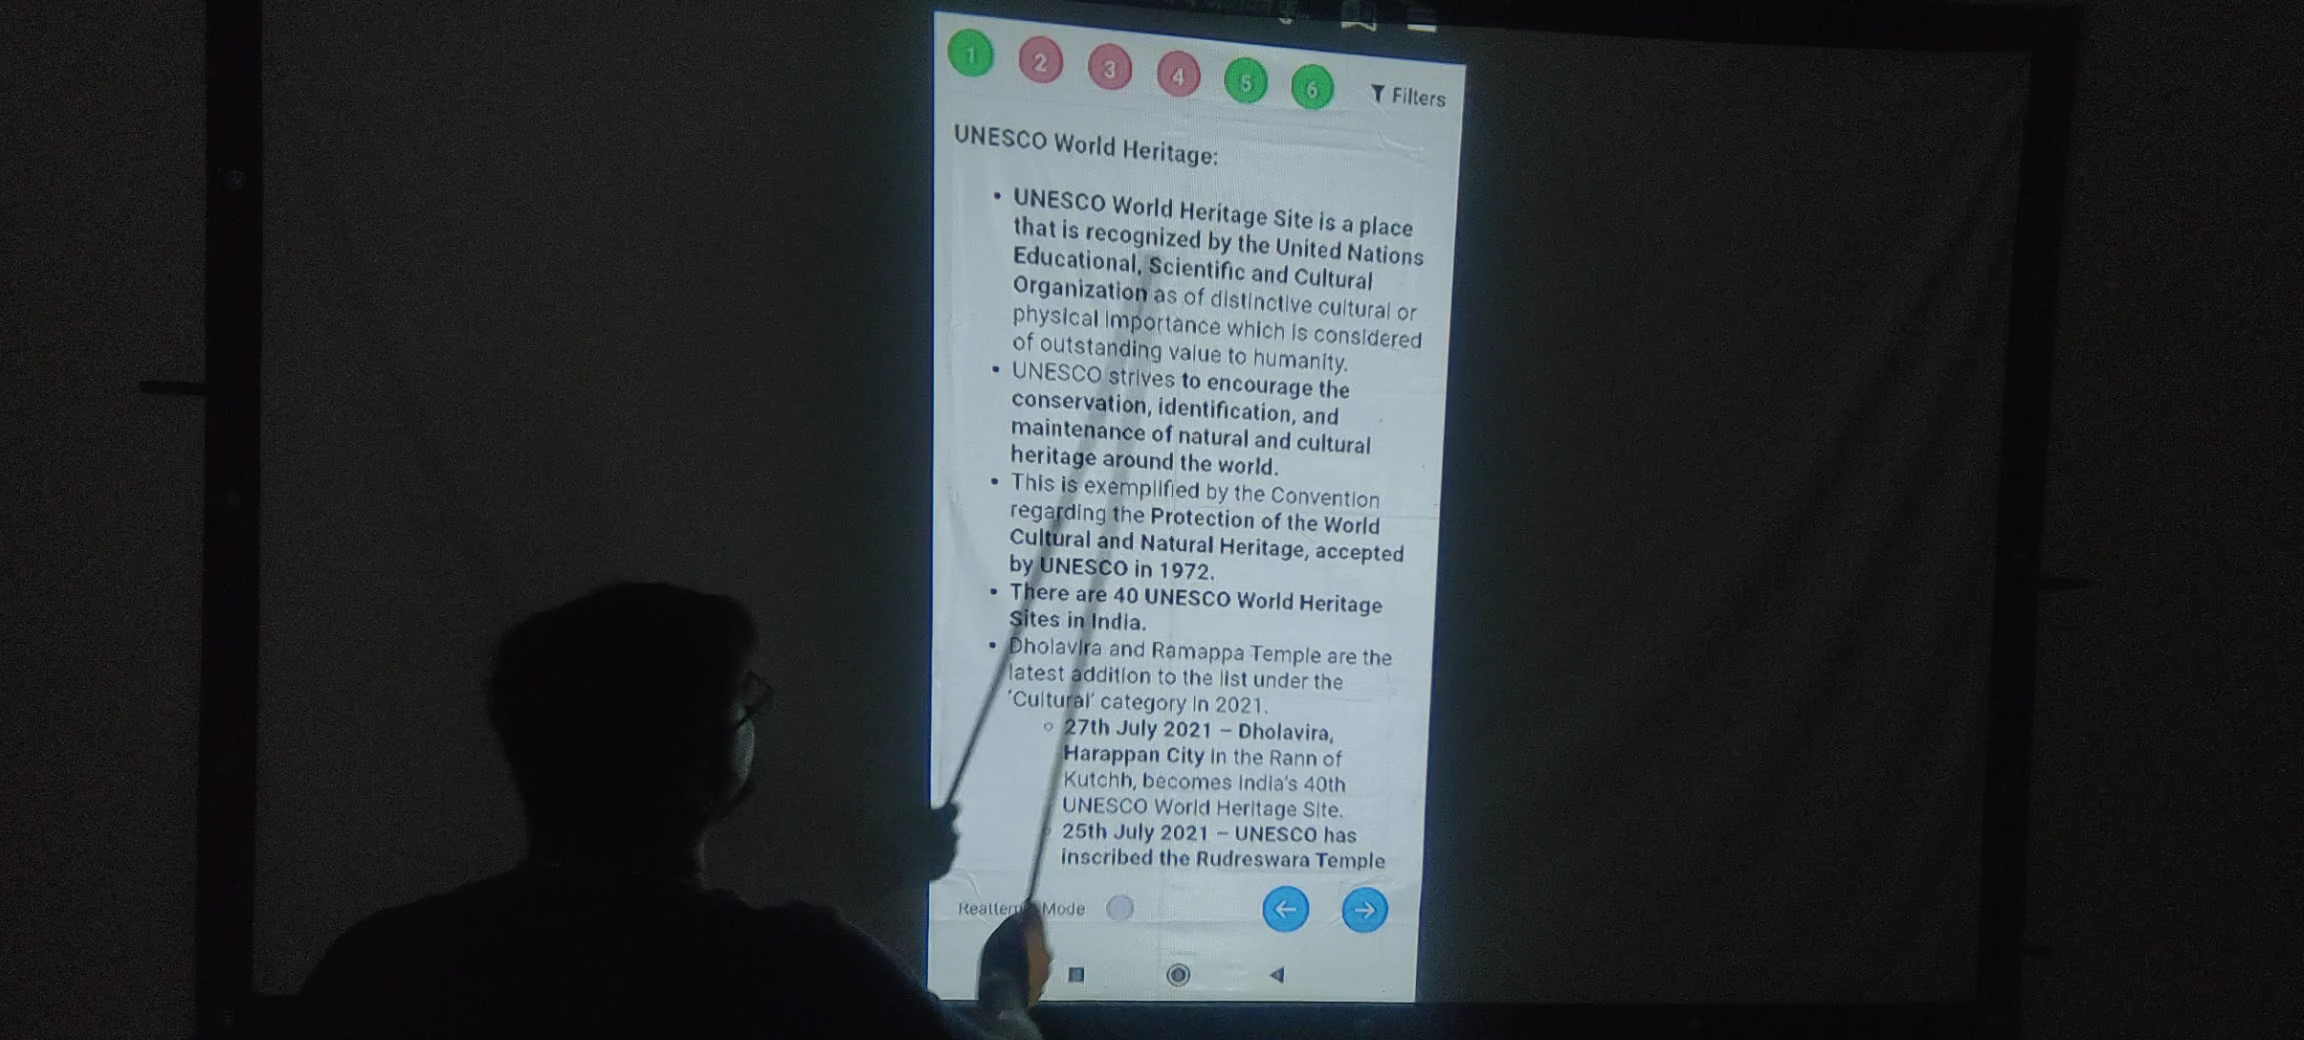 1 2 3 4 5 6 Filters
UNESCO World Heritage:
• UNESCO World Heritage Site is a place
that is recognized by the United Nations
Educational, Scientific and Cultural
Organization as of distinctive cultural or
physical importance which is considered
of outstanding value to humanity.
• UNESCO strives to encourage the
conservation, identification, and
maintenance of natural and cultural
heritage around the world.
• This is exemplified by the Convention
regarding the Protection of the World
Cultural and Natural Heritage, accepted
by UNESCO in 1972.
• There are 40 UNESCO World Heritage
Sites in India.
• Dholavira and Ramappa Temple are the
latest addition to the list under the
'Cultural' category in 2021.
○ 27th July 2021 – Dholavira,
Harappan City in the Rann of
Kutchh, becomes India's 40th
UNESCO World Heritage Site.
25th July 2021 – UNESCO has
inscribed the Rudreswara Temple
Mode